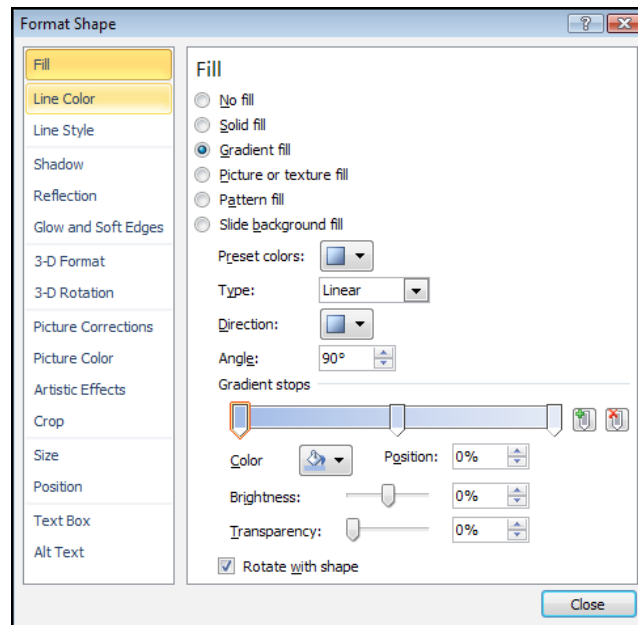 Format Shape
Fill
Line Color
Line Style
Shadow
Reflection
Glow and Soft Edges
3-D Format
3-D Rotation
Picture Corrections
Picture Color
Artistic Effects
Crop
Size
Position
Text Box
Alt Text
Fill
No fill
Solid fill
Gradient fill
Picture or texture fill
Pattern fill
Slide background fill
Preset colors:
Type: Linear
Direction:
Angle: 90°
Gradient stops
Color Position: 0%
Brightness: 0%
Transparency: 0%
Rotate with shape
Close